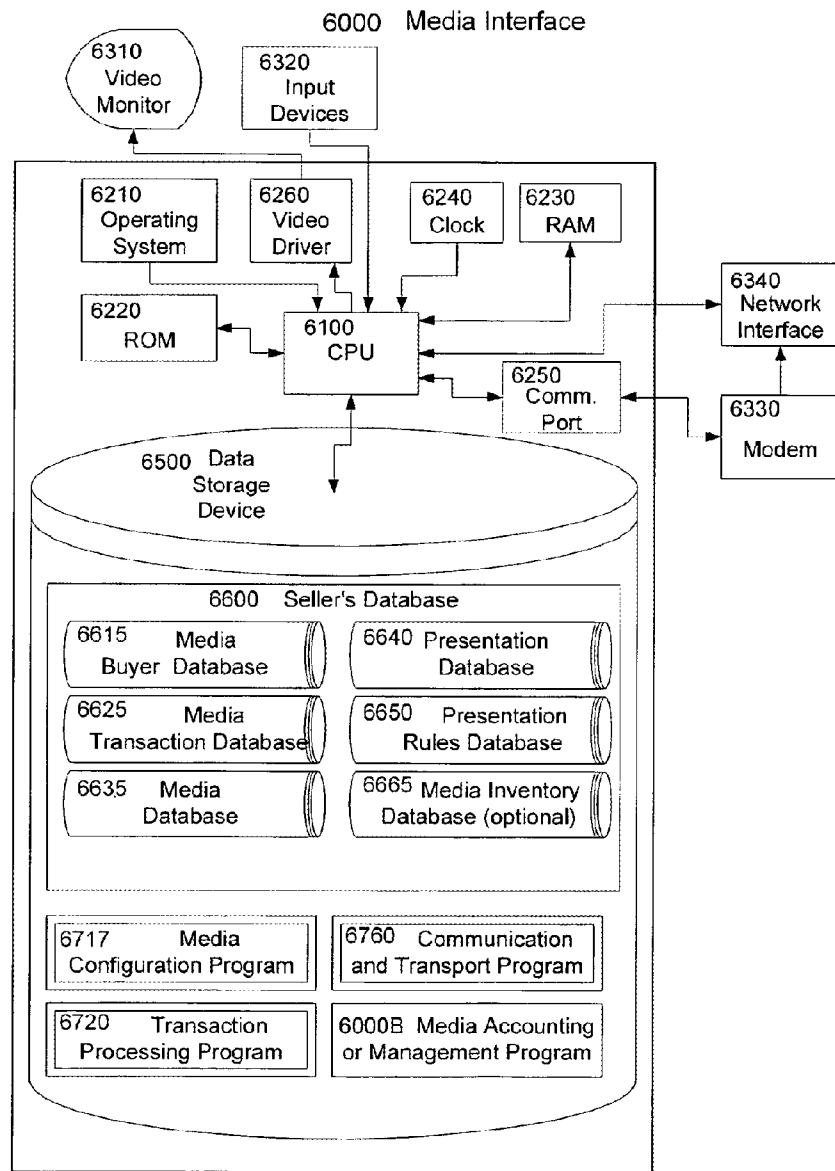 6000 Media Interface
6310
Video
Monitor
6320
Input
Devices
6210
Operating
System
6260
Video
Driver
6240
Clock
6230
RAM
6220
ROM
6100
CPU
6340
Network
Interface
6250
Comm.
Port
6330
Modem
6500 Data
Storage
Device
6600 Seller's Database
6615 Media
Buyer Database
6640 Presentation
Database
6625 Media
Transaction Database
6650 Presentation
Rules Database
6635 Media
Database
6665 Media Inventory
Database (optional)
6717 Media
Configuration Program
6760 Communication
and Transport Program
6720 Transaction
Processing Program
6000B Media Accounting
or Management Program